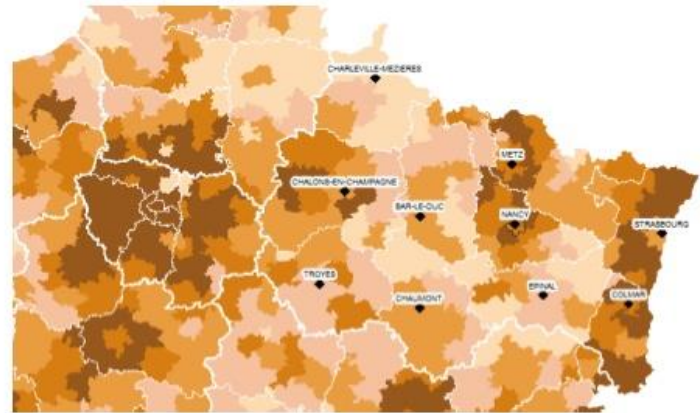 CHARLEVILLE-MEZIERES
METZ
CHALONS-EN-CHAMPAGNE
BAR-LE-DUC
NANCY
STRASBOURG
TROYES
CHAUMONT
EPINAL
COLMAR